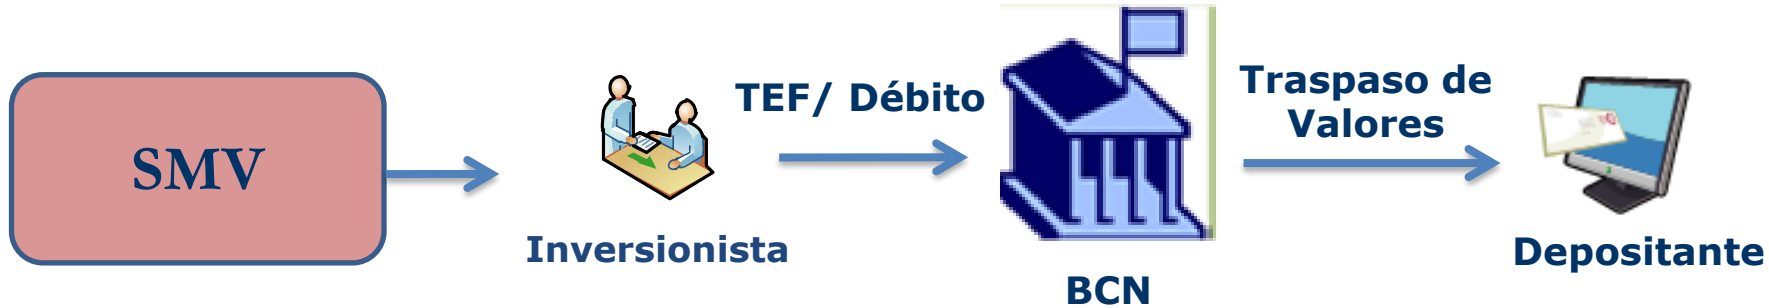 SMV
Inversionista
TEF/ Débito
BCN
Traspaso de
Valores
Depositante